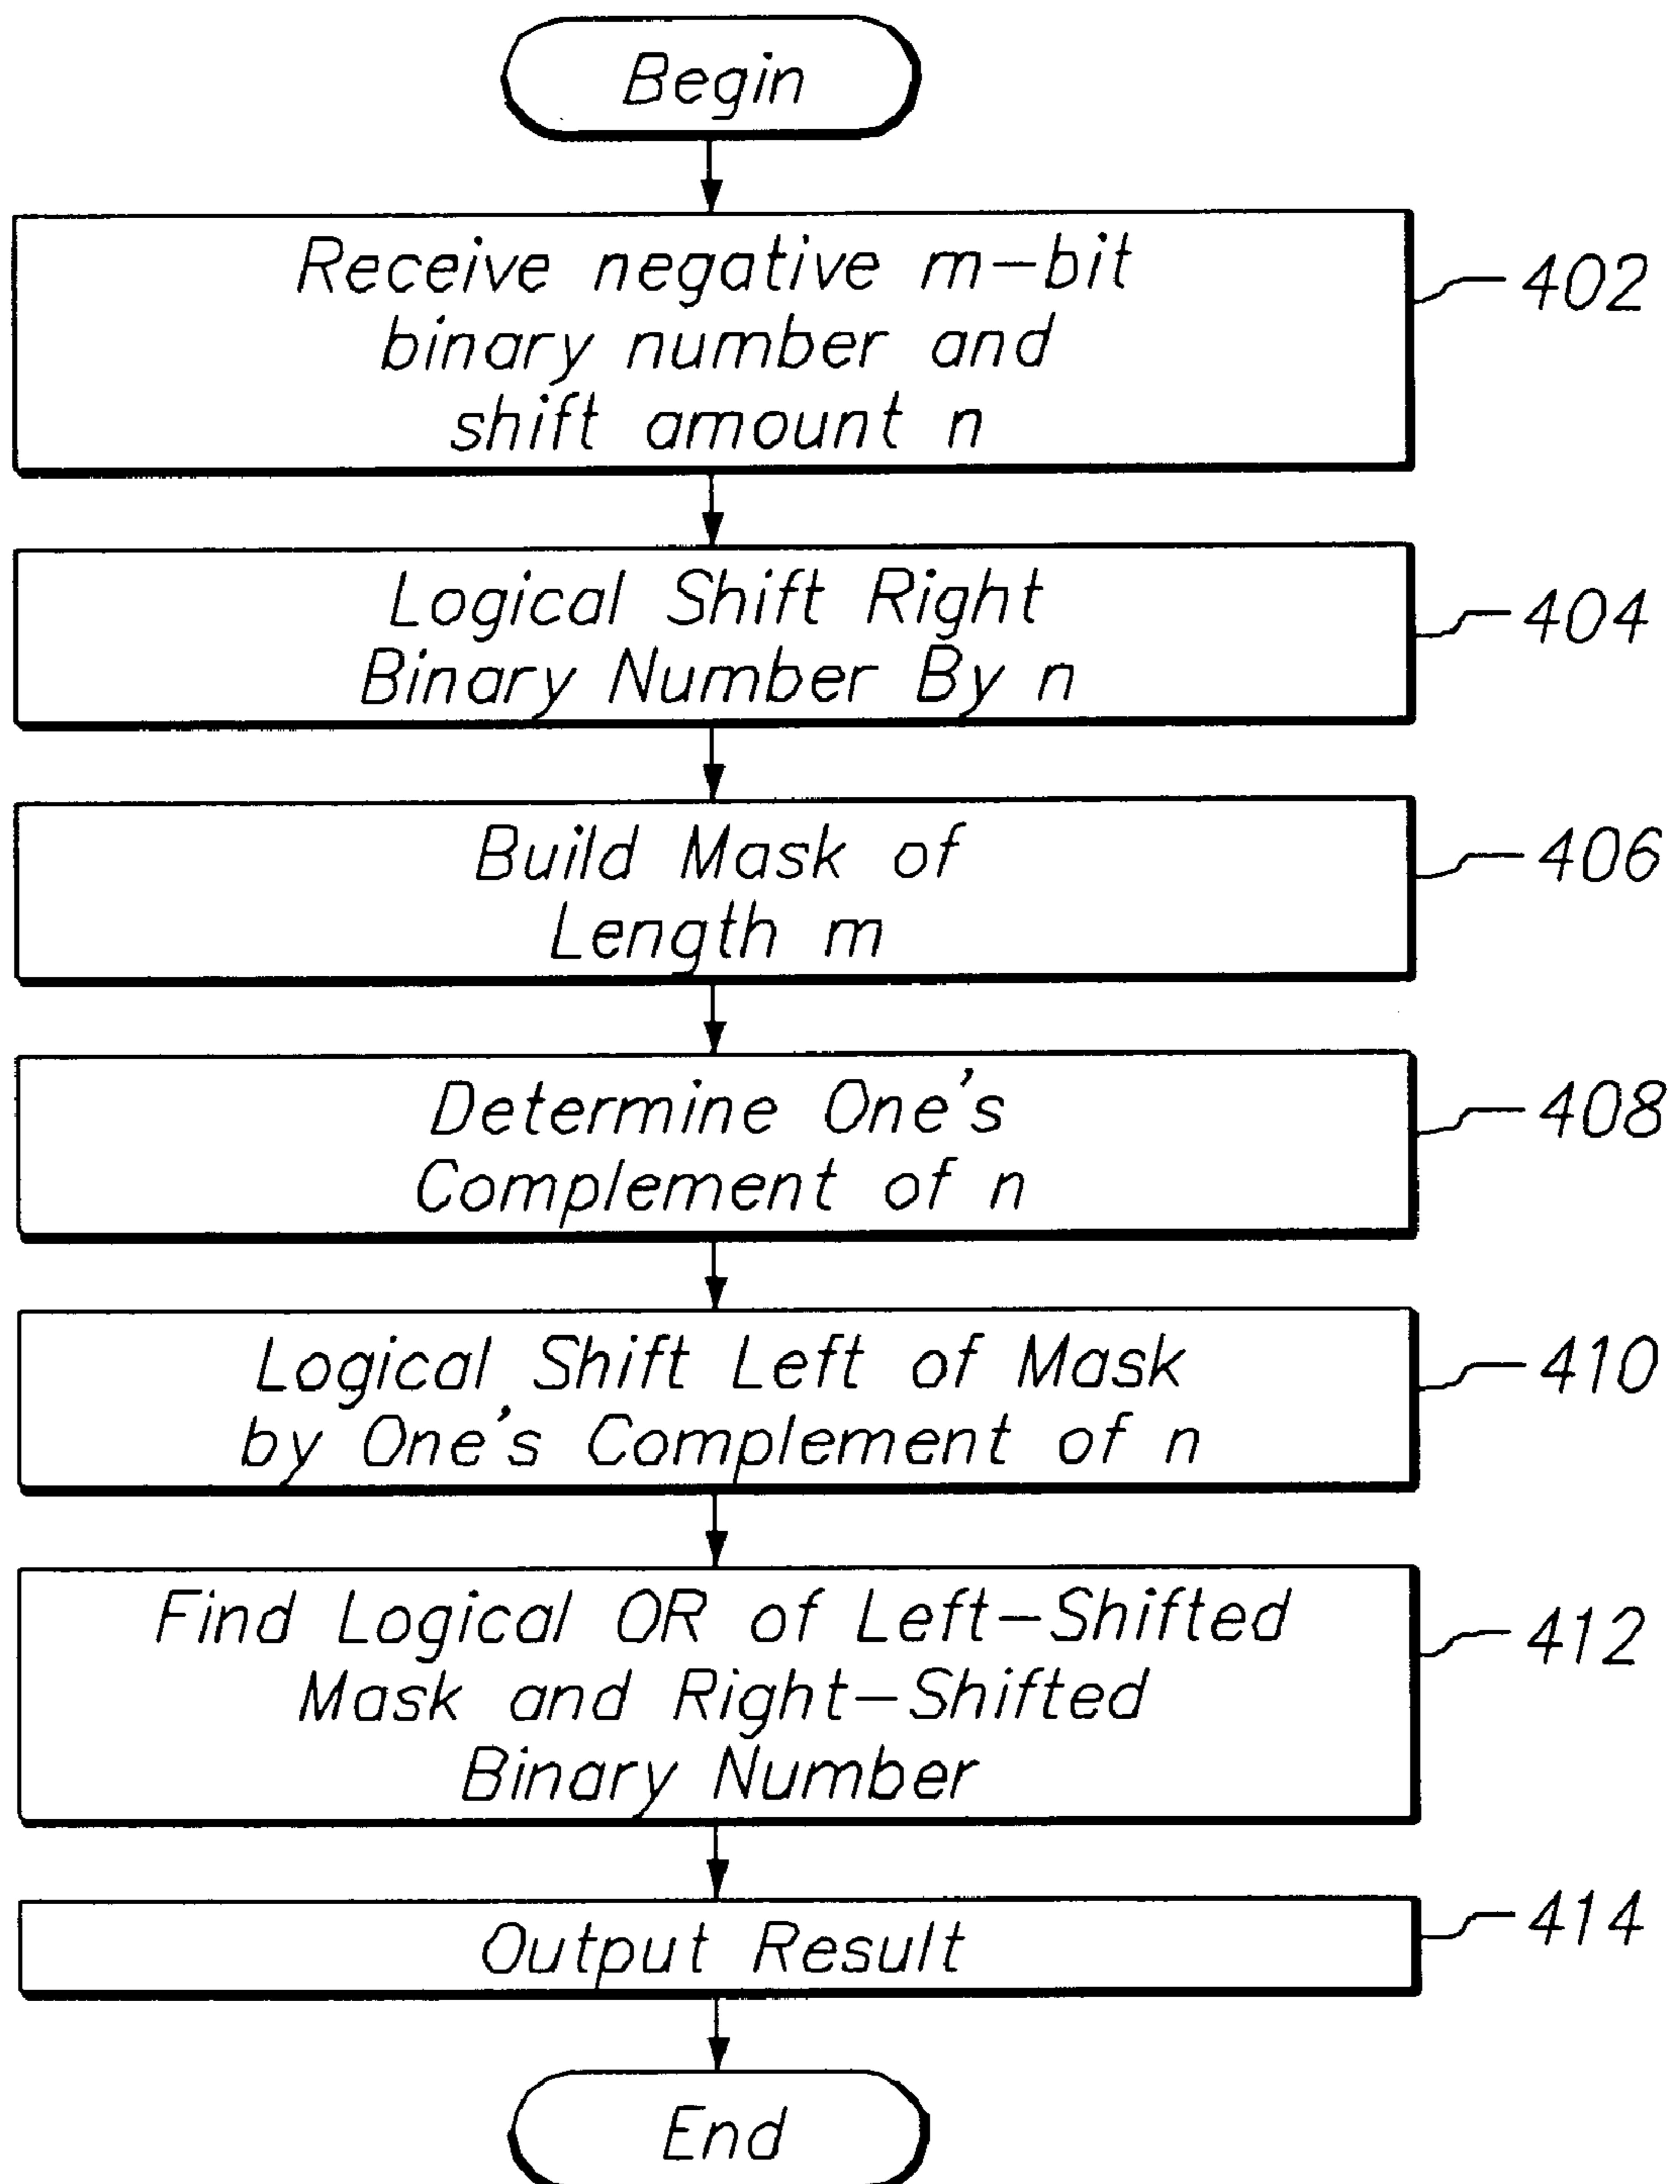 Begin
Receive negative m-bit
binary number and
shift amount n
402
Logical Shift Right
Binary Number By n
404
Build Mask of
Length m
406
Determine One's
Complement of n
408
Logical Shift Left of Mask
by One's Complement of n
410
Find Logical OR of Left-Shifted
Mask and Right-Shifted
Binary Number
412
Output Result
414
End